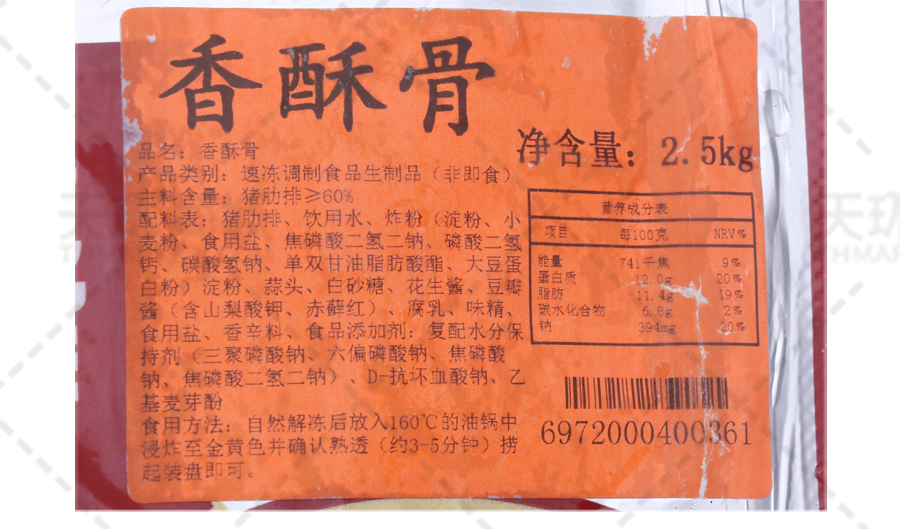 香酥骨
净含量：2.5kg
品名：香酥骨
产品类别：速冻调制食品生制品（非即食）
主料含量：猪肋排≥60%
配料表：猪肋排、饮用水、炸粉（淀粉、小
麦粉、食用盐、焦磷酸二氢二钠、磷酸二氢
钙、碳酸氢钠、单双甘油脂肪酸酯、大豆蛋
白粉）淀粉、蒜头、白砂糖、花生酱、豆瓣
酱（含山梨酸钾、赤藓红）、腐乳、味精、
食用盐、香辛料、食品添加剂：复配水分保
持剂（三聚磷酸钠、六偏磷酸钠、焦磷酸
钠、焦磷酸二氢二钠）、D-抗坏血酸钠、乙
基麦芽酚
食用方法：自然解冻后放入160℃的油锅中
浸炸至金黄色并确认熟透（约3-5分钟）捞
起装盘即可。
营养成分表
项目 每100克 NRV%
能量 741千焦 9%
蛋白质 12.0g 20%
脂肪 11.4g 19%
碳水化合物 6.8g 2%
钠 394mg 20%
6972000400361